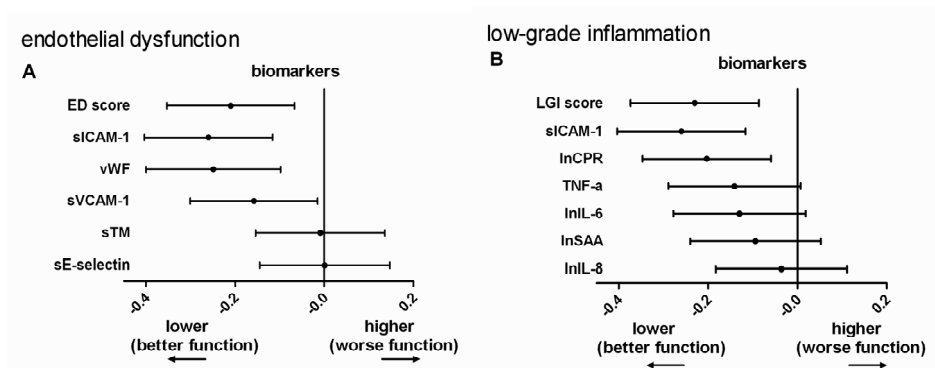 endothelial dysfunction
A
biomarkers
ED score
sICAM-1
vWF
sVCAM-1
sTM
sE-selectin
-0.4
-0.2
-0.0
0.2
lower
(better function)
higher
(worse function)
low-grade inflammation
B
biomarkers
LGI score
sICAM-1
lnCPR
TNF-a
lnIL-6
lnSAA
lnIL-8
-0.4
-0.2
-0.0
0.2
lower
(better function)
higher
(worse function)